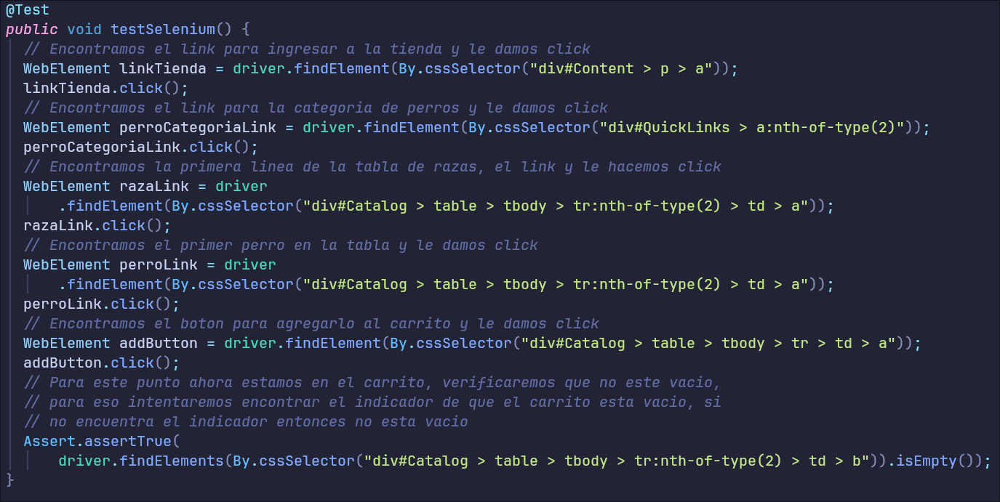 @Test
public void testSelenium() {
// Encontramos el link para ingresar a la tienda y le damos click
WebElement linkTienda = driver.findElement(By.cssSelector("div#Content > p > a"));
linkTienda.click();
// Encontramos el link para la categoria de perros y le damos click
WebElement perroCategoriaLink = driver.findElement(By.cssSelector("div#QuickLinks > a:nth-of-type(2)"));
perroCategoriaLink.click();
// Encontramos la primera linea de la tabla de razas, el link y le hacemos click
WebElement razaLink = driver
.findElement(By.cssSelector("div#Catalog > table > tbody > tr:nth-of-type(2) > td > a"));
razaLink.click();
// Encontramos el primer perro en la tabla y le damos click
WebElement perroLink = driver
.findElement(By.cssSelector("div#Catalog > table > tbody > tr:nth-of-type(2) > td > a"));
perroLink.click();
// Encontramos el boton para agregarlo al carrito y le damos click
WebElement addButton = driver.findElement(By.cssSelector("div#Catalog > table > tbody > tr > td > a"));
addButton.click();
// Para este punto ahora estamos en el carrito, verificaremos que no este vacio,
// para eso intentaremos encontrar el indicador de que el carrito esta vacio, si
// no encuentra el indicador entonces no esta vacio
Assert.assertTrue(
driver.findElements(By.cssSelector("div#Catalog > table > tbody > tr:nth-of-type(2) > td > b")).isEmpty());
}